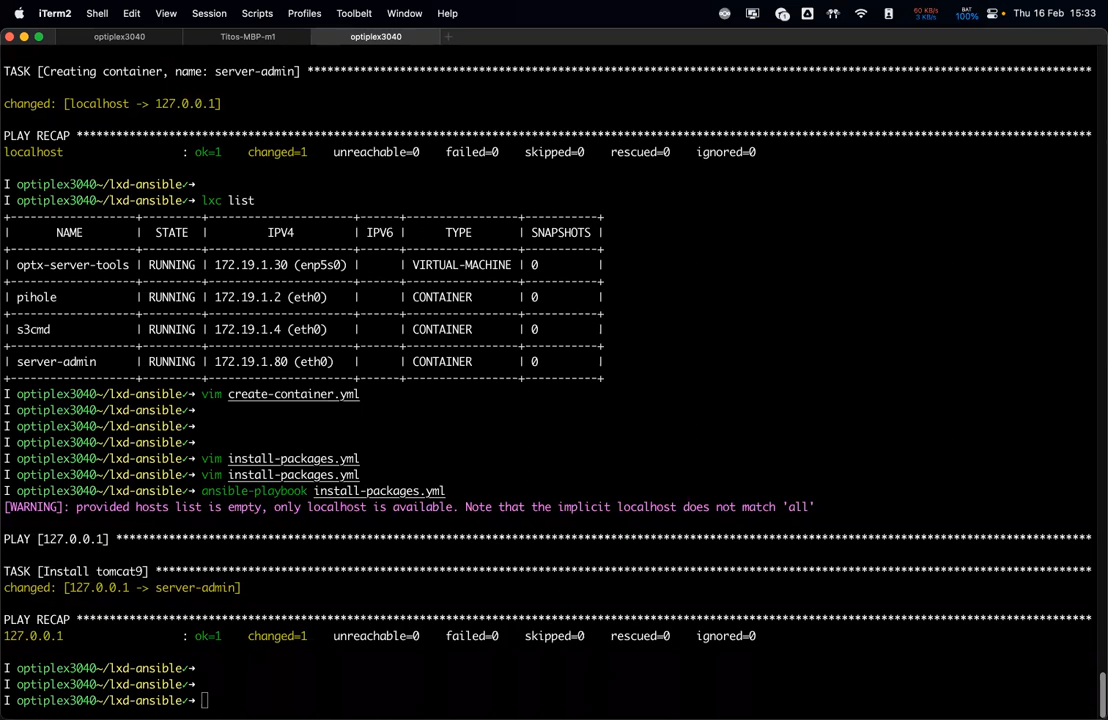 iTerm2 Shell Edit View Session Scripts Profiles Toolbelt Window Help 60 KB/s 3 KB/s BAT 100% Thu 16 Feb 15:33
optiplex3040 Titos-MBP-m1 optiplex3040 +
TASK [Creating container, name: server-admin] ************************************************************************************************************************
changed: [localhost -> 127.0.0.1]
PLAY RECAP ***********************************************************************************************************************************************************
localhost : ok=1 changed=1 unreachable=0 failed=0 skipped=0 rescued=0 ignored=0
I optiplex3040~/lxd-ansible✓→
I optiplex3040~/lxd-ansible✓→ lxc list
+------------------+---------+----------------------+------+-----------------+-----------+
| NAME | STATE | IPV4 | IPV6 | TYPE | SNAPSHOTS |
+------------------+---------+----------------------+------+-----------------+-----------+
| optx-server-tools | RUNNING | 172.19.1.30 (enp5s0) | | VIRTUAL-MACHINE | 0 |
+------------------+---------+----------------------+------+-----------------+-----------+
| pihole | RUNNING | 172.19.1.2 (eth0) | | CONTAINER | 0 |
+------------------+---------+----------------------+------+-----------------+-----------+
| s3cmd | RUNNING | 172.19.1.4 (eth0) | | CONTAINER | 0 |
+------------------+---------+----------------------+------+-----------------+-----------+
| server-admin | RUNNING | 172.19.1.80 (eth0) | | CONTAINER | 0 |
+------------------+---------+----------------------+------+-----------------+-----------+
I optiplex3040~/lxd-ansible✓→ vim create-container.yml
I optiplex3040~/lxd-ansible✓→
I optiplex3040~/lxd-ansible✓→
I optiplex3040~/lxd-ansible✓→
I optiplex3040~/lxd-ansible✓→ vim install-packages.yml
I optiplex3040~/lxd-ansible✓→ vim install-packages.yml
I optiplex3040~/lxd-ansible✓→ ansible-playbook install-packages.yml
[WARNING]: provided hosts list is empty, only localhost is available. Note that the implicit localhost does not match 'all'
PLAY [127.0.0.1] *****************************************************************************************************************************************************
TASK [Install tomcat9] ***********************************************************************************************************************************************
changed: [127.0.0.1 -> server-admin]
PLAY RECAP ***********************************************************************************************************************************************************
127.0.0.1 : ok=1 changed=1 unreachable=0 failed=0 skipped=0 rescued=0 ignored=0
I optiplex3040~/lxd-ansible✓→
I optiplex3040~/lxd-ansible✓→
I optiplex3040~/lxd-ansible✓→